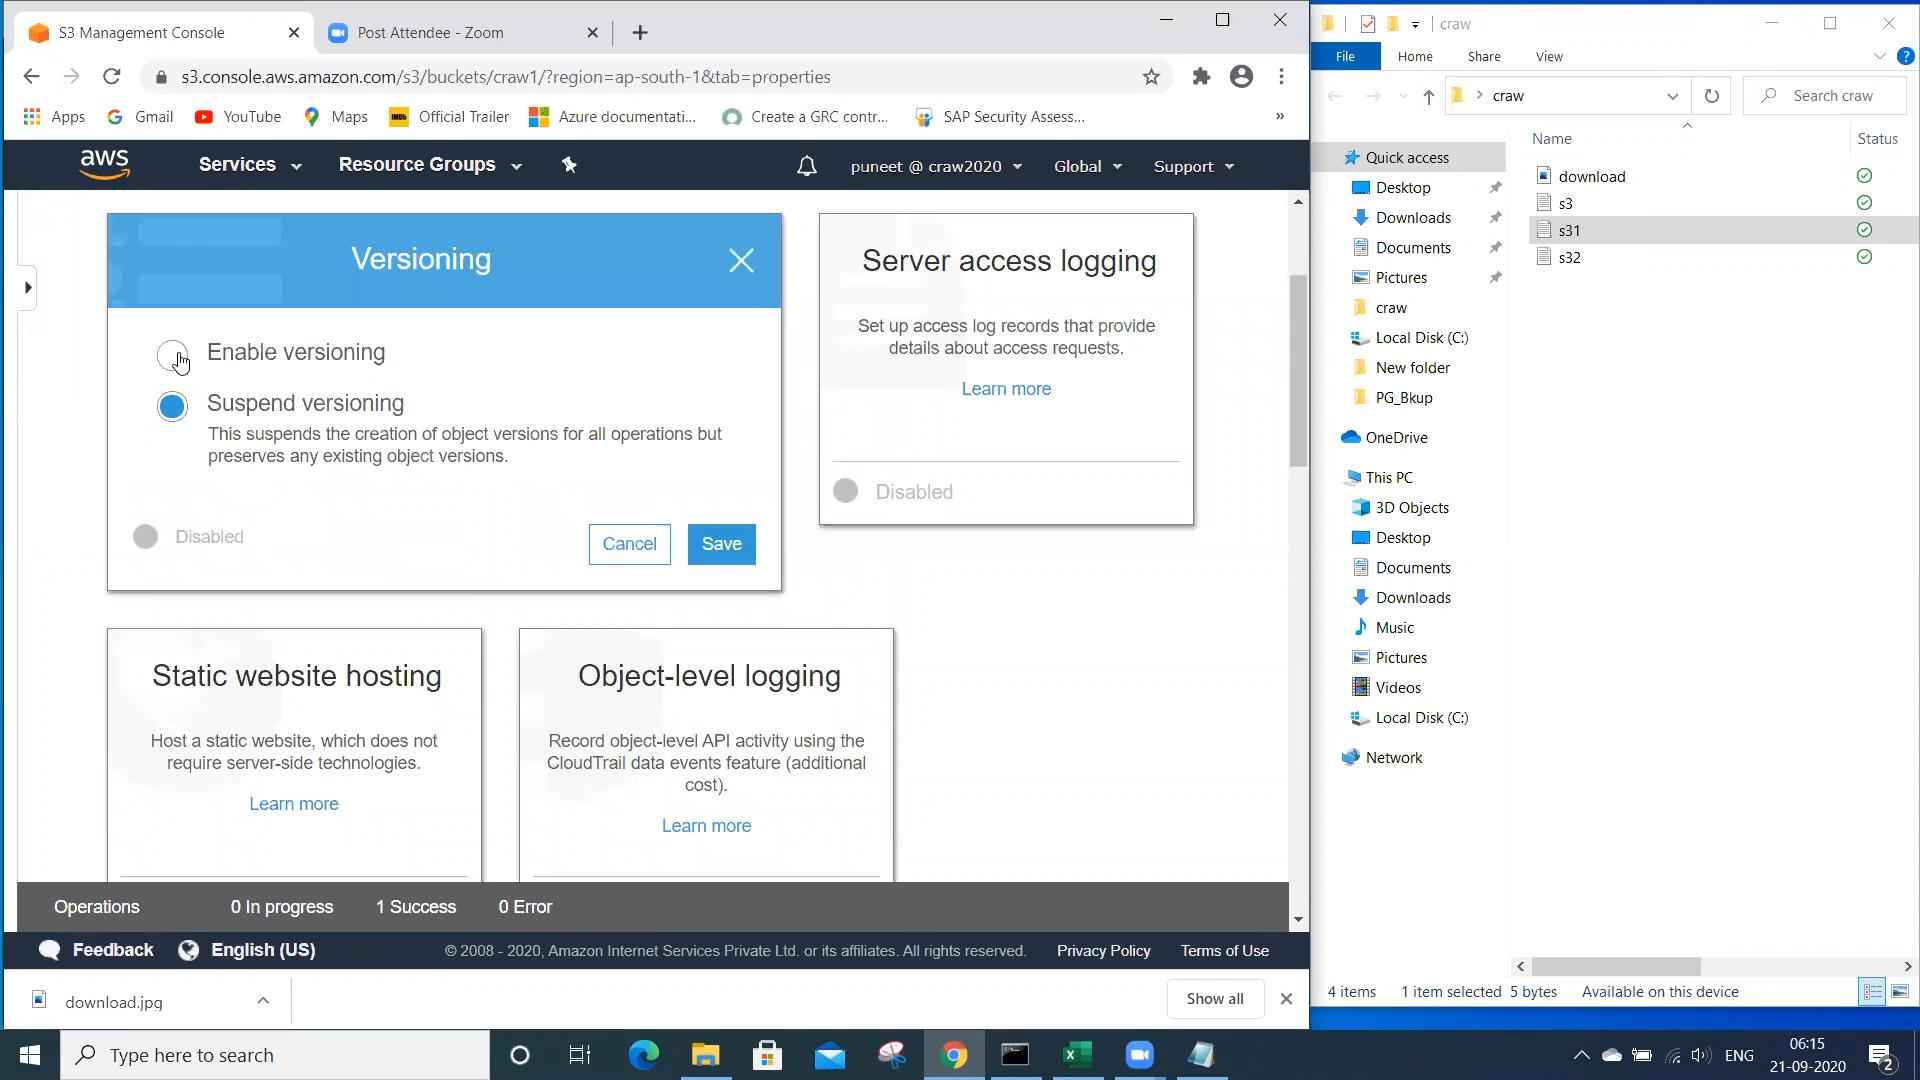 S3 Management Console
Post Attendee - Zoom
s3.console.aws.amazon.com/s3/buckets/craw1/?region=ap-south-1&tab=properties
Apps
Gmail
YouTube
Maps
IMDb
Official Trailer
Azure documentati...
Create a GRC contr...
SAP Security Assess...
»
aws
Services
Resource Groups
puneet @ craw2020
Global
Support
Versioning
Enable versioning
Suspend versioning
This suspends the creation of object versions for all operations but
preserves any existing object versions.
Disabled
Cancel
Save
Server access logging
Set up access log records that provide
details about access requests.
Learn more
Disabled
Static website hosting
Host a static website, which does not
require server-side technologies.
Learn more
Object-level logging
Record object-level API activity using the
CloudTrail data events feature (additional
cost).
Learn more
Operations
0 In progress
1 Success
0 Error
Feedback
English (US)
© 2008 - 2020, Amazon Internet Services Private Ltd. or its affiliates. All rights reserved.
Privacy Policy
Terms of Use
download.jpg
Show all
craw
File
Home
Share
View
craw
Search craw
Quick access
Desktop
Downloads
Documents
Pictures
craw
Local Disk (C:)
New folder
PG_Bkup
OneDrive
This PC
3D Objects
Desktop
Documents
Downloads
Music
Pictures
Videos
Local Disk (C:)
Network
Name
Status
download
s3
s31
s32
4 items
1 item selected 5 bytes
Available on this device
Type here to search
ENG
06:15
21-09-2020
2